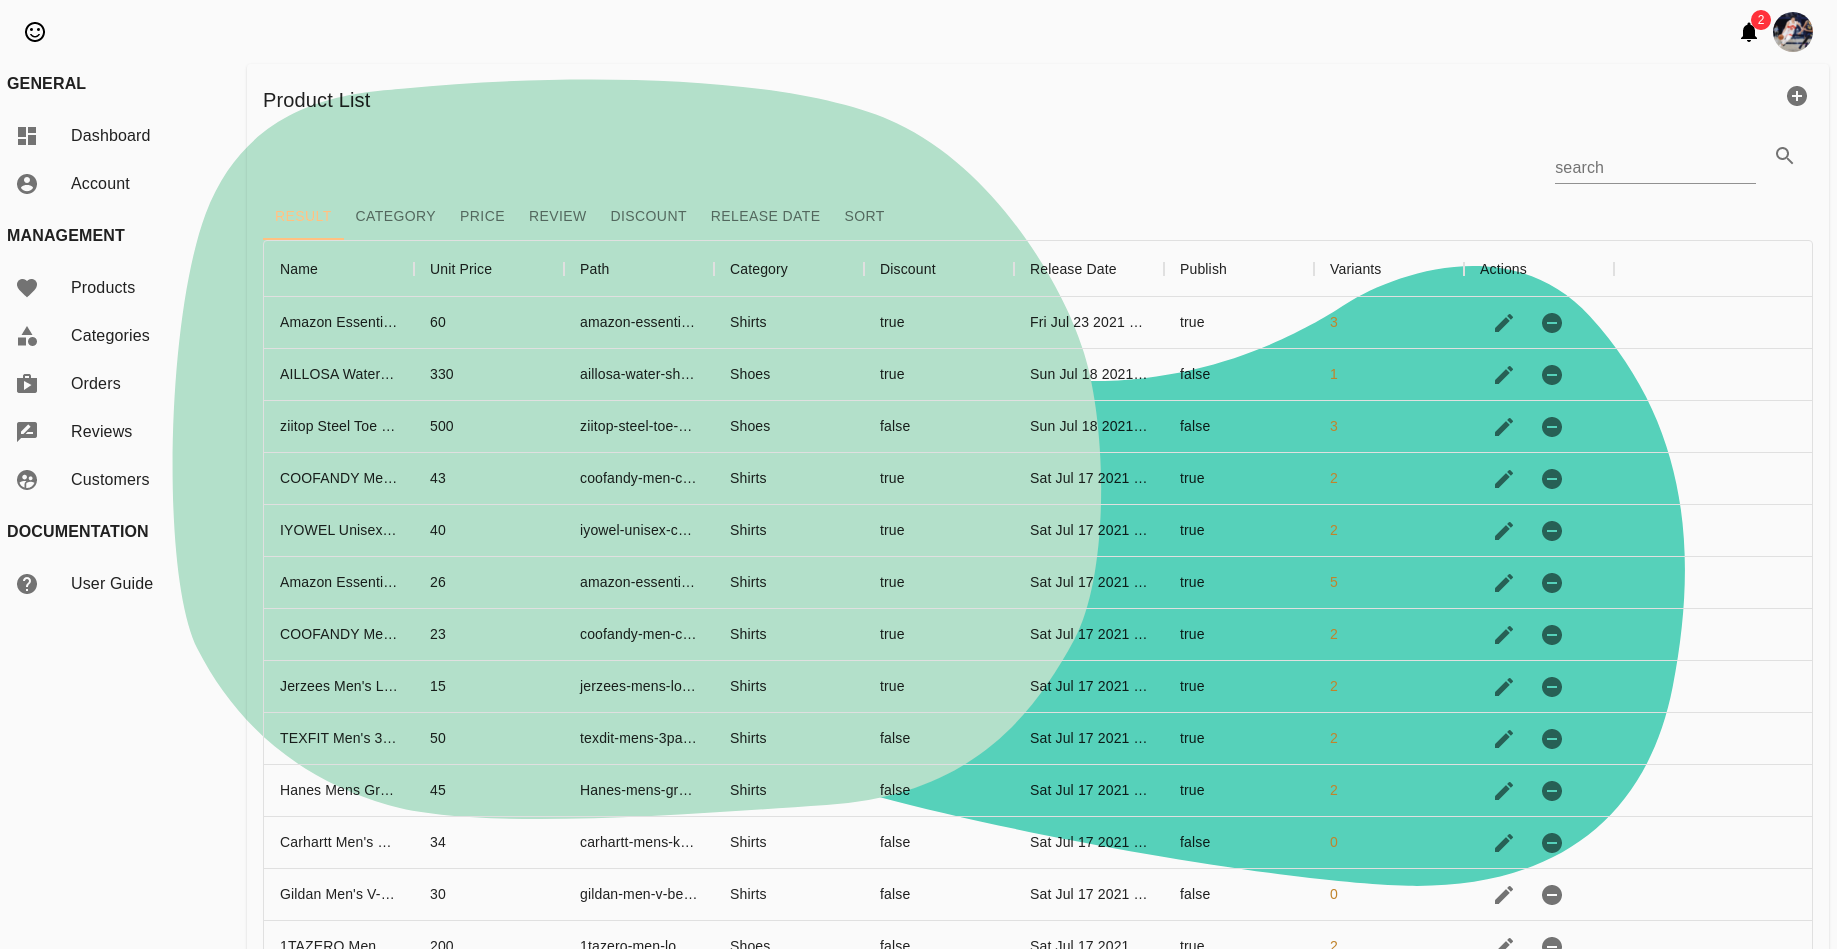 2
GENERAL
Dashboard
Account
MANAGEMENT
Products
Categories
Orders
Reviews
Customers
DOCUMENTATION
User Guide
Product List
search
RESULT CATEGORY PRICE REVIEW DISCOUNT RELEASE DATE SORT
Name Unit Price Path Category Discount Release Date Publish Variants Actions
Amazon Essenti… 60 amazon-essenti… Shirts true Fri Jul 23 2021 … true 3
AILLOSA Water… 330 aillosa-water-sh… Shoes true Sun Jul 18 2021… false 1
ziitop Steel Toe … 500 ziitop-steel-toe-… Shoes false Sun Jul 18 2021… false 3
COOFANDY Me… 43 coofandy-men-c… Shirts true Sat Jul 17 2021 … true 2
IYOWEL Unisex… 40 iyowel-unisex-c… Shirts true Sat Jul 17 2021 … true 2
Amazon Essenti… 26 amazon-essenti… Shirts true Sat Jul 17 2021 … true 5
COOFANDY Me… 23 coofandy-men-c… Shirts true Sat Jul 17 2021 … true 2
Jerzees Men's L… 15 jerzees-mens-lo… Shirts true Sat Jul 17 2021 … true 2
TEXFIT Men's 3… 50 texdit-mens-3pa… Shirts false Sat Jul 17 2021 … true 2
Hanes Mens Gr… 45 Hanes-mens-gr… Shirts false Sat Jul 17 2021 … true 2
Carhartt Men's … 34 carhartt-mens-k… Shirts false Sat Jul 17 2021 … false 0
Gildan Men's V-… 30 gildan-men-v-be… Shirts false Sat Jul 17 2021 … false 0
1TAZERO Men… 200 1tazero-men-lo… Shoes false Sat Jul 17 2021 … true 2